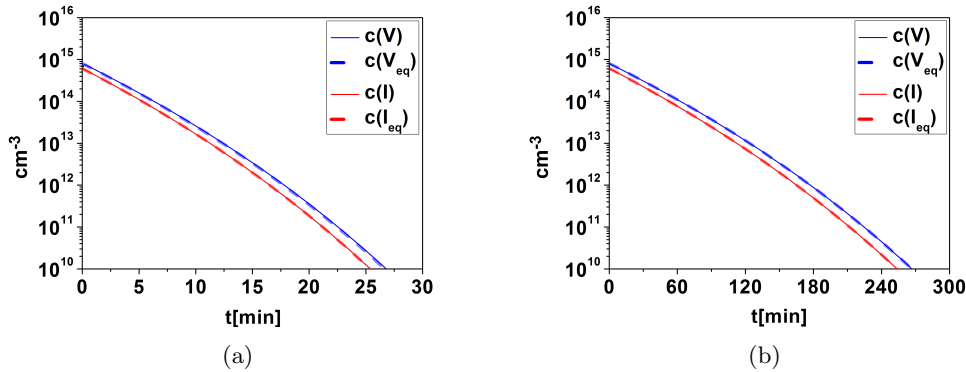 10^16
10^15
10^14
10^13
10^12
10^11
10^10
cm^-3
0 5 10 15 20 25 30
t[min]
c(V)
c(V_eq)
c(I)
c(I_eq)
(a)
10^16
10^15
10^14
10^13
10^12
10^11
10^10
cm^-3
0 60 120 180 240 300
t[min]
c(V)
c(V_eq)
c(I)
c(I_eq)
(b)